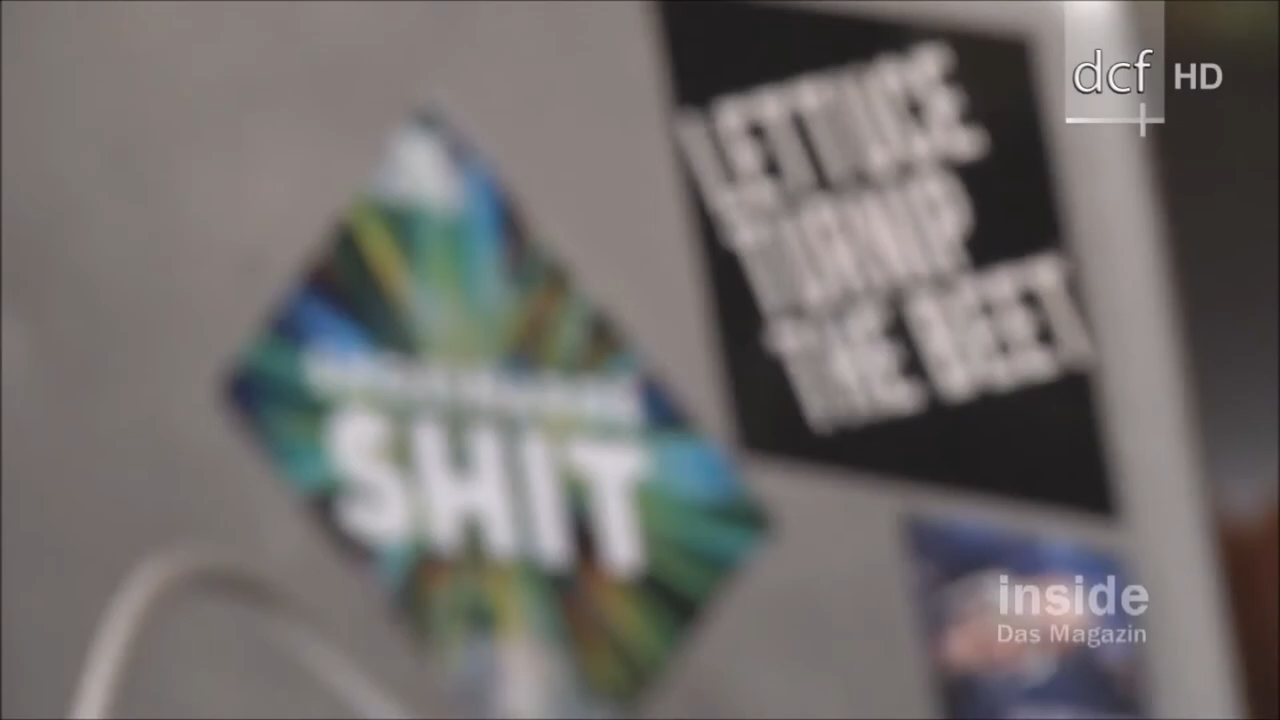 dcf HD
LETTUCE
TURNIP
THE BEET
SHIT
inside
Das Magazin